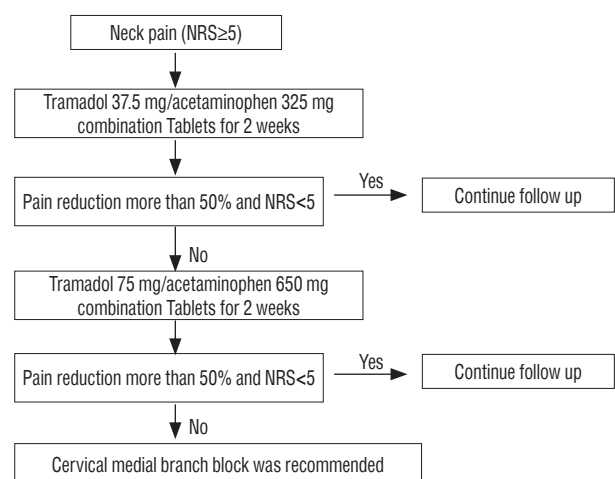 Neck pain (NRS≥5)
Tramadol 37.5 mg/acetaminophen 325 mg
combination Tablets for 2 weeks
Pain reduction more than 50% and NRS<5
Yes
Continue follow up
No
Tramadol 75 mg/acetaminophen 650 mg
combination Tablets for 2 weeks
Pain reduction more than 50% and NRS<5
Yes
Continue follow up
No
Cervical medial branch block was recommended